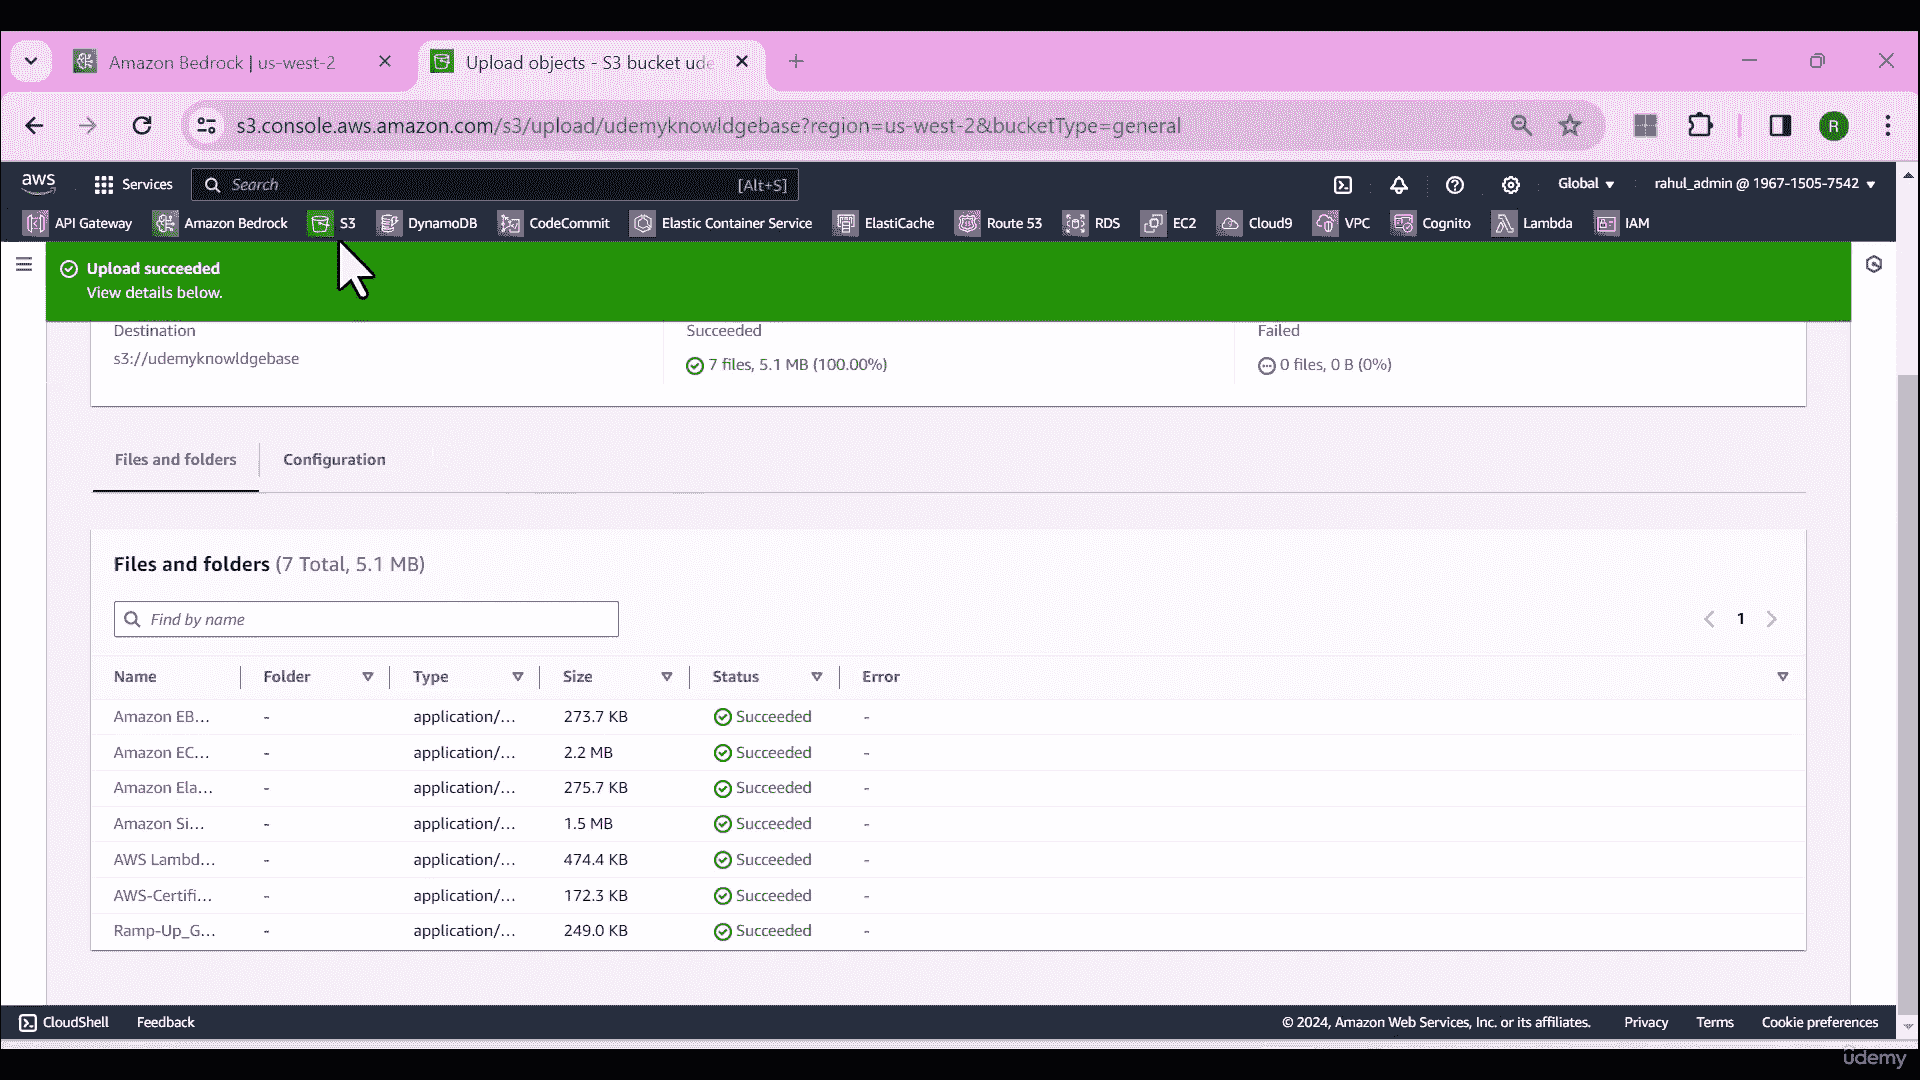 Amazon Bedrock | us-west-2
Upload objects - S3 bucket ude
s3.console.aws.amazon.com/s3/upload/udemyknowldgebase?region=us-west-2&bucketType=general
R
aws
Services
Search
[Alt+S]
Global
rahul_admin @ 1967-1505-7542
API Gateway
Amazon Bedrock
S3
DynamoDB
CodeCommit
Elastic Container Service
ElastiCache
Route 53
RDS
EC2
Cloud9
VPC
Cognito
Lambda
IAM
Upload succeeded
View details below.
Destination
s3://udemyknowldgebase
Succeeded
7 files, 5.1 MB (100.00%)
Failed
0 files, 0 B (0%)
Files and folders
Configuration
Files and folders (7 Total, 5.1 MB)
Find by name
1
Name Folder Type Size Status Error
Amazon EB... - application/... 273.7 KB Succeeded -
Amazon EC... - application/... 2.2 MB Succeeded -
Amazon Ela... - application/... 275.7 KB Succeeded -
Amazon Si... - application/... 1.5 MB Succeeded -
AWS Lambd... - application/... 474.4 KB Succeeded -
AWS-Certifi... - application/... 172.3 KB Succeeded -
Ramp-Up_G... - application/... 249.0 KB Succeeded -
CloudShell
Feedback
© 2024, Amazon Web Services, Inc. or its affiliates.
Privacy
Terms
Cookie preferences
udemy